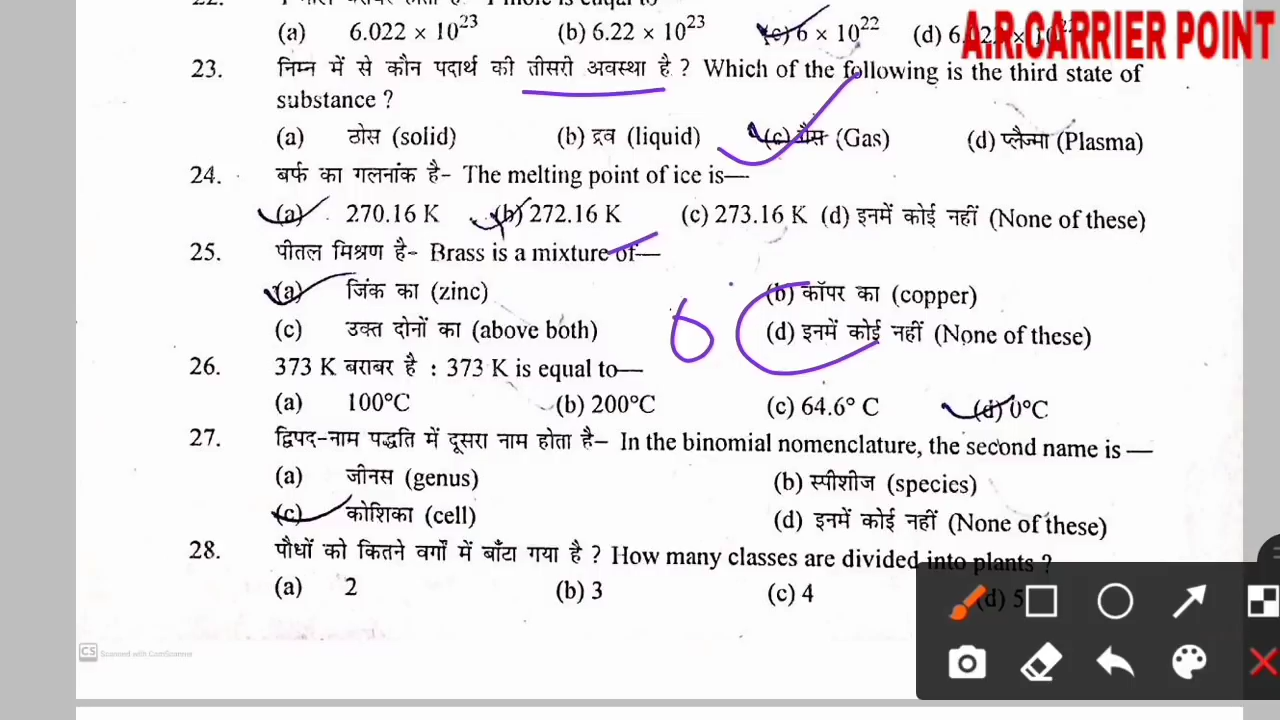 A.R.CARRIER POINT
(a) 6.022 × 10²³ (b) 6.22 × 10²³ (c) 6 × 10²² (d)
23. निम्न में से कौन पदार्थ की तीसरी अवस्था है ? Which of the following is the third state of
substance ?
(a) ठोस (solid) (b) द्रव (liquid) (c) गैस (Gas) (d) प्लैज्मा (Plasma)
24. बर्फ का गलनांक है- The melting point of ice is—
(a) 270.16 K (b) 272.16 K (c) 273.16 K (d) इनमें कोई नहीं (None of these)
25. पीतल मिश्रण है- Brass is a mixture of—
(a) जिंक का (zinc) (b) कॉपर का (copper)
(c) उक्त दोनों का (above both) (d) इनमें कोई नहीं (None of these)
26. 373 K बराबर है : 373 K is equal to—
(a) 100°C (b) 200°C (c) 64.6° C (d) 0°C
27. द्विपद-नाम पद्धति में दूसरा नाम होता है– In the binomial nomenclature, the second name is —
(a) जीनस (genus) (b) स्पीशीज (species)
(c) कोशिका (cell) (d) इनमें कोई नहीं (None of these)
28. पौधों को कितने वर्गों में बाँटा गया है ? How many classes are divided into plants ?
(a) 2 (b) 3 (c) 4 (d) 5
CS Scanned with CamScanner